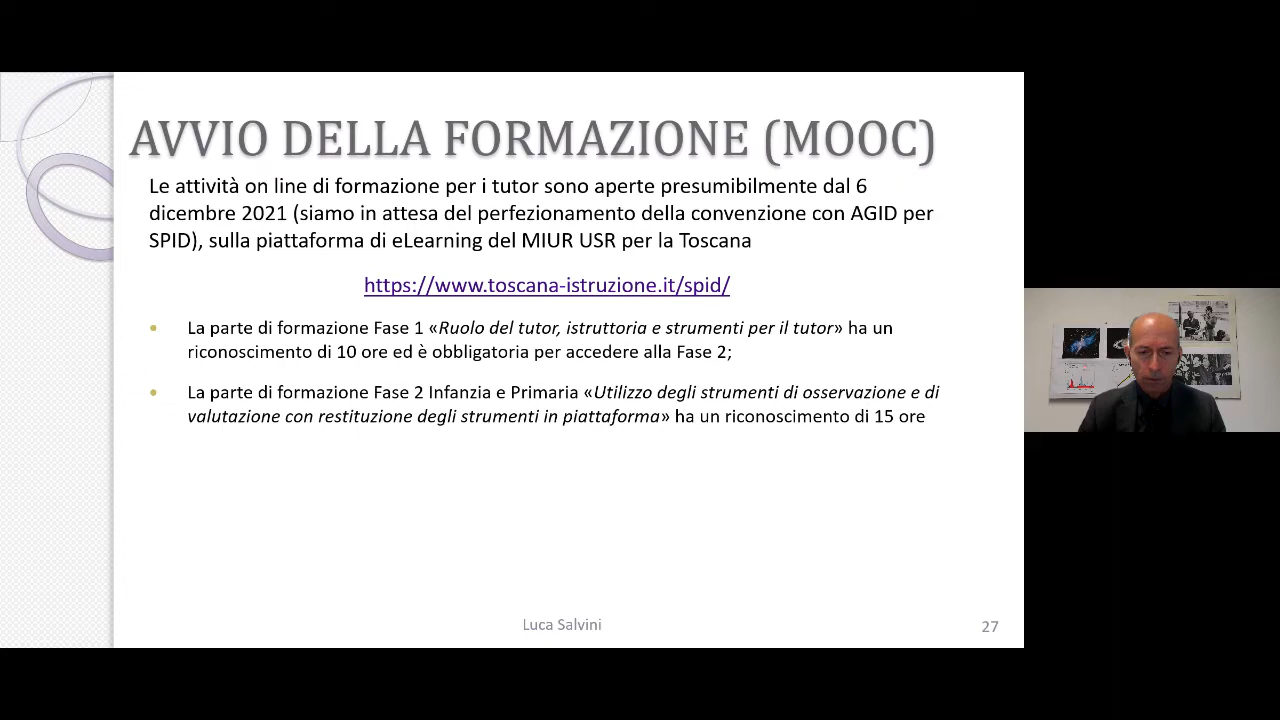 AVVIO DELLA FORMAZIONE (MOOC)
Le attività on line di formazione per i tutor sono aperte presumibilmente dal 6
dicembre 2021 (siamo in attesa del perfezionamento della convenzione con AGID per
SPID), sulla piattaforma di eLearning del MIUR USR per la Toscana
https://www.toscana-istruzione.it/spid/
• La parte di formazione Fase 1 «Ruolo del tutor, istruttoria e strumenti per il tutor» ha un
riconoscimento di 10 ore ed è obbligatoria per accedere alla Fase 2;
• La parte di formazione Fase 2 Infanzia e Primaria «Utilizzo degli strumenti di osservazione e di
valutazione con restituzione degli strumenti in piattaforma» ha un riconoscimento di 15 ore
Luca Salvini
27